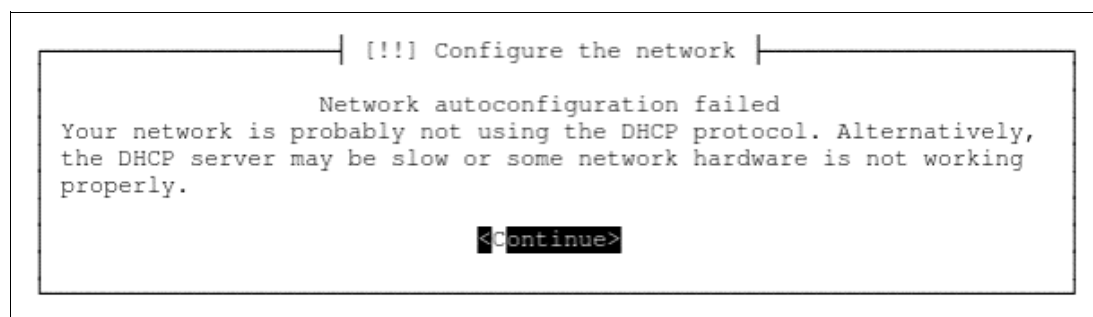 [!!] Configure the network
Network autoconfiguration failed
Your network is probably not using the DHCP protocol. Alternatively,
the DHCP server may be slow or some network hardware is not working
properly.
<Continue>